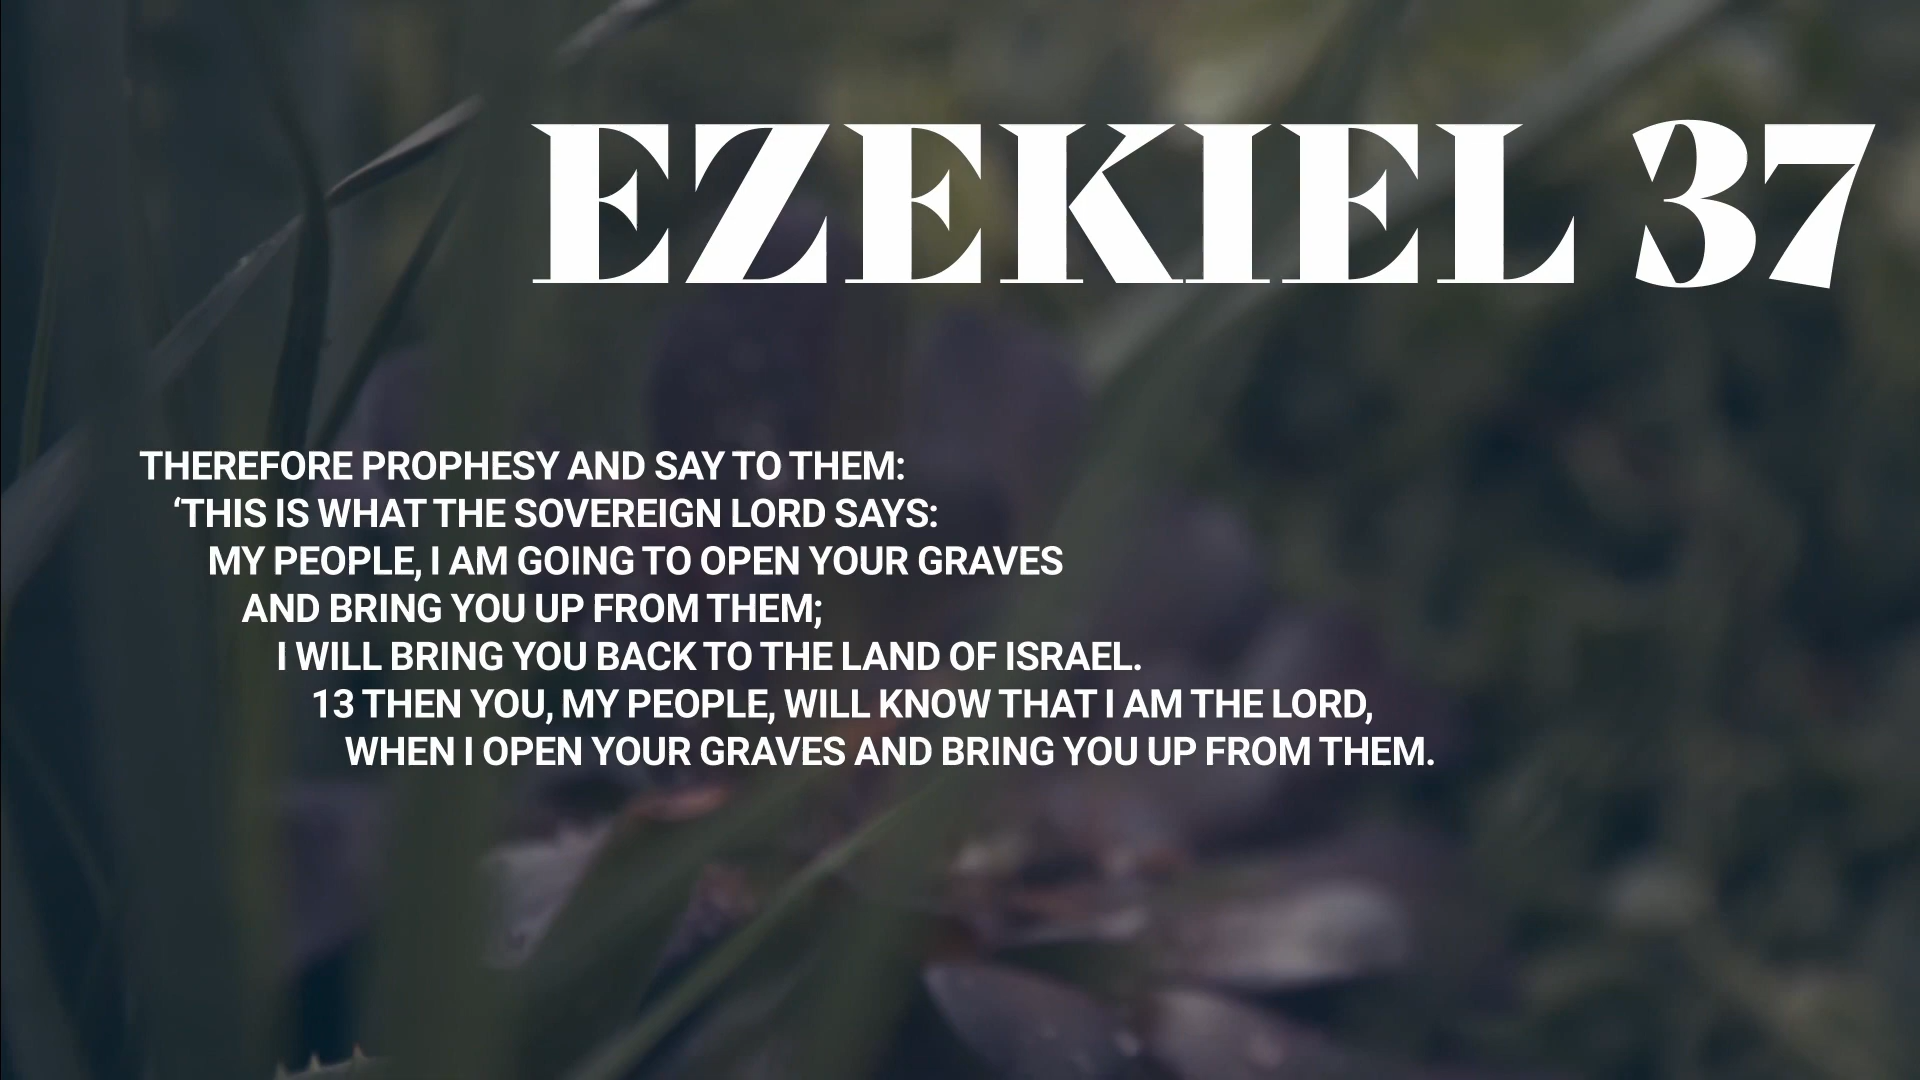 EZEKIEL 37
THEREFORE PROPHESY AND SAY TO THEM:
‘THIS IS WHAT THE SOVEREIGN LORD SAYS:
MY PEOPLE, I AM GOING TO OPEN YOUR GRAVES
AND BRING YOU UP FROM THEM;
I WILL BRING YOU BACK TO THE LAND OF ISRAEL.
13 THEN YOU, MY PEOPLE, WILL KNOW THAT I AM THE LORD,
WHEN I OPEN YOUR GRAVES AND BRING YOU UP FROM THEM.